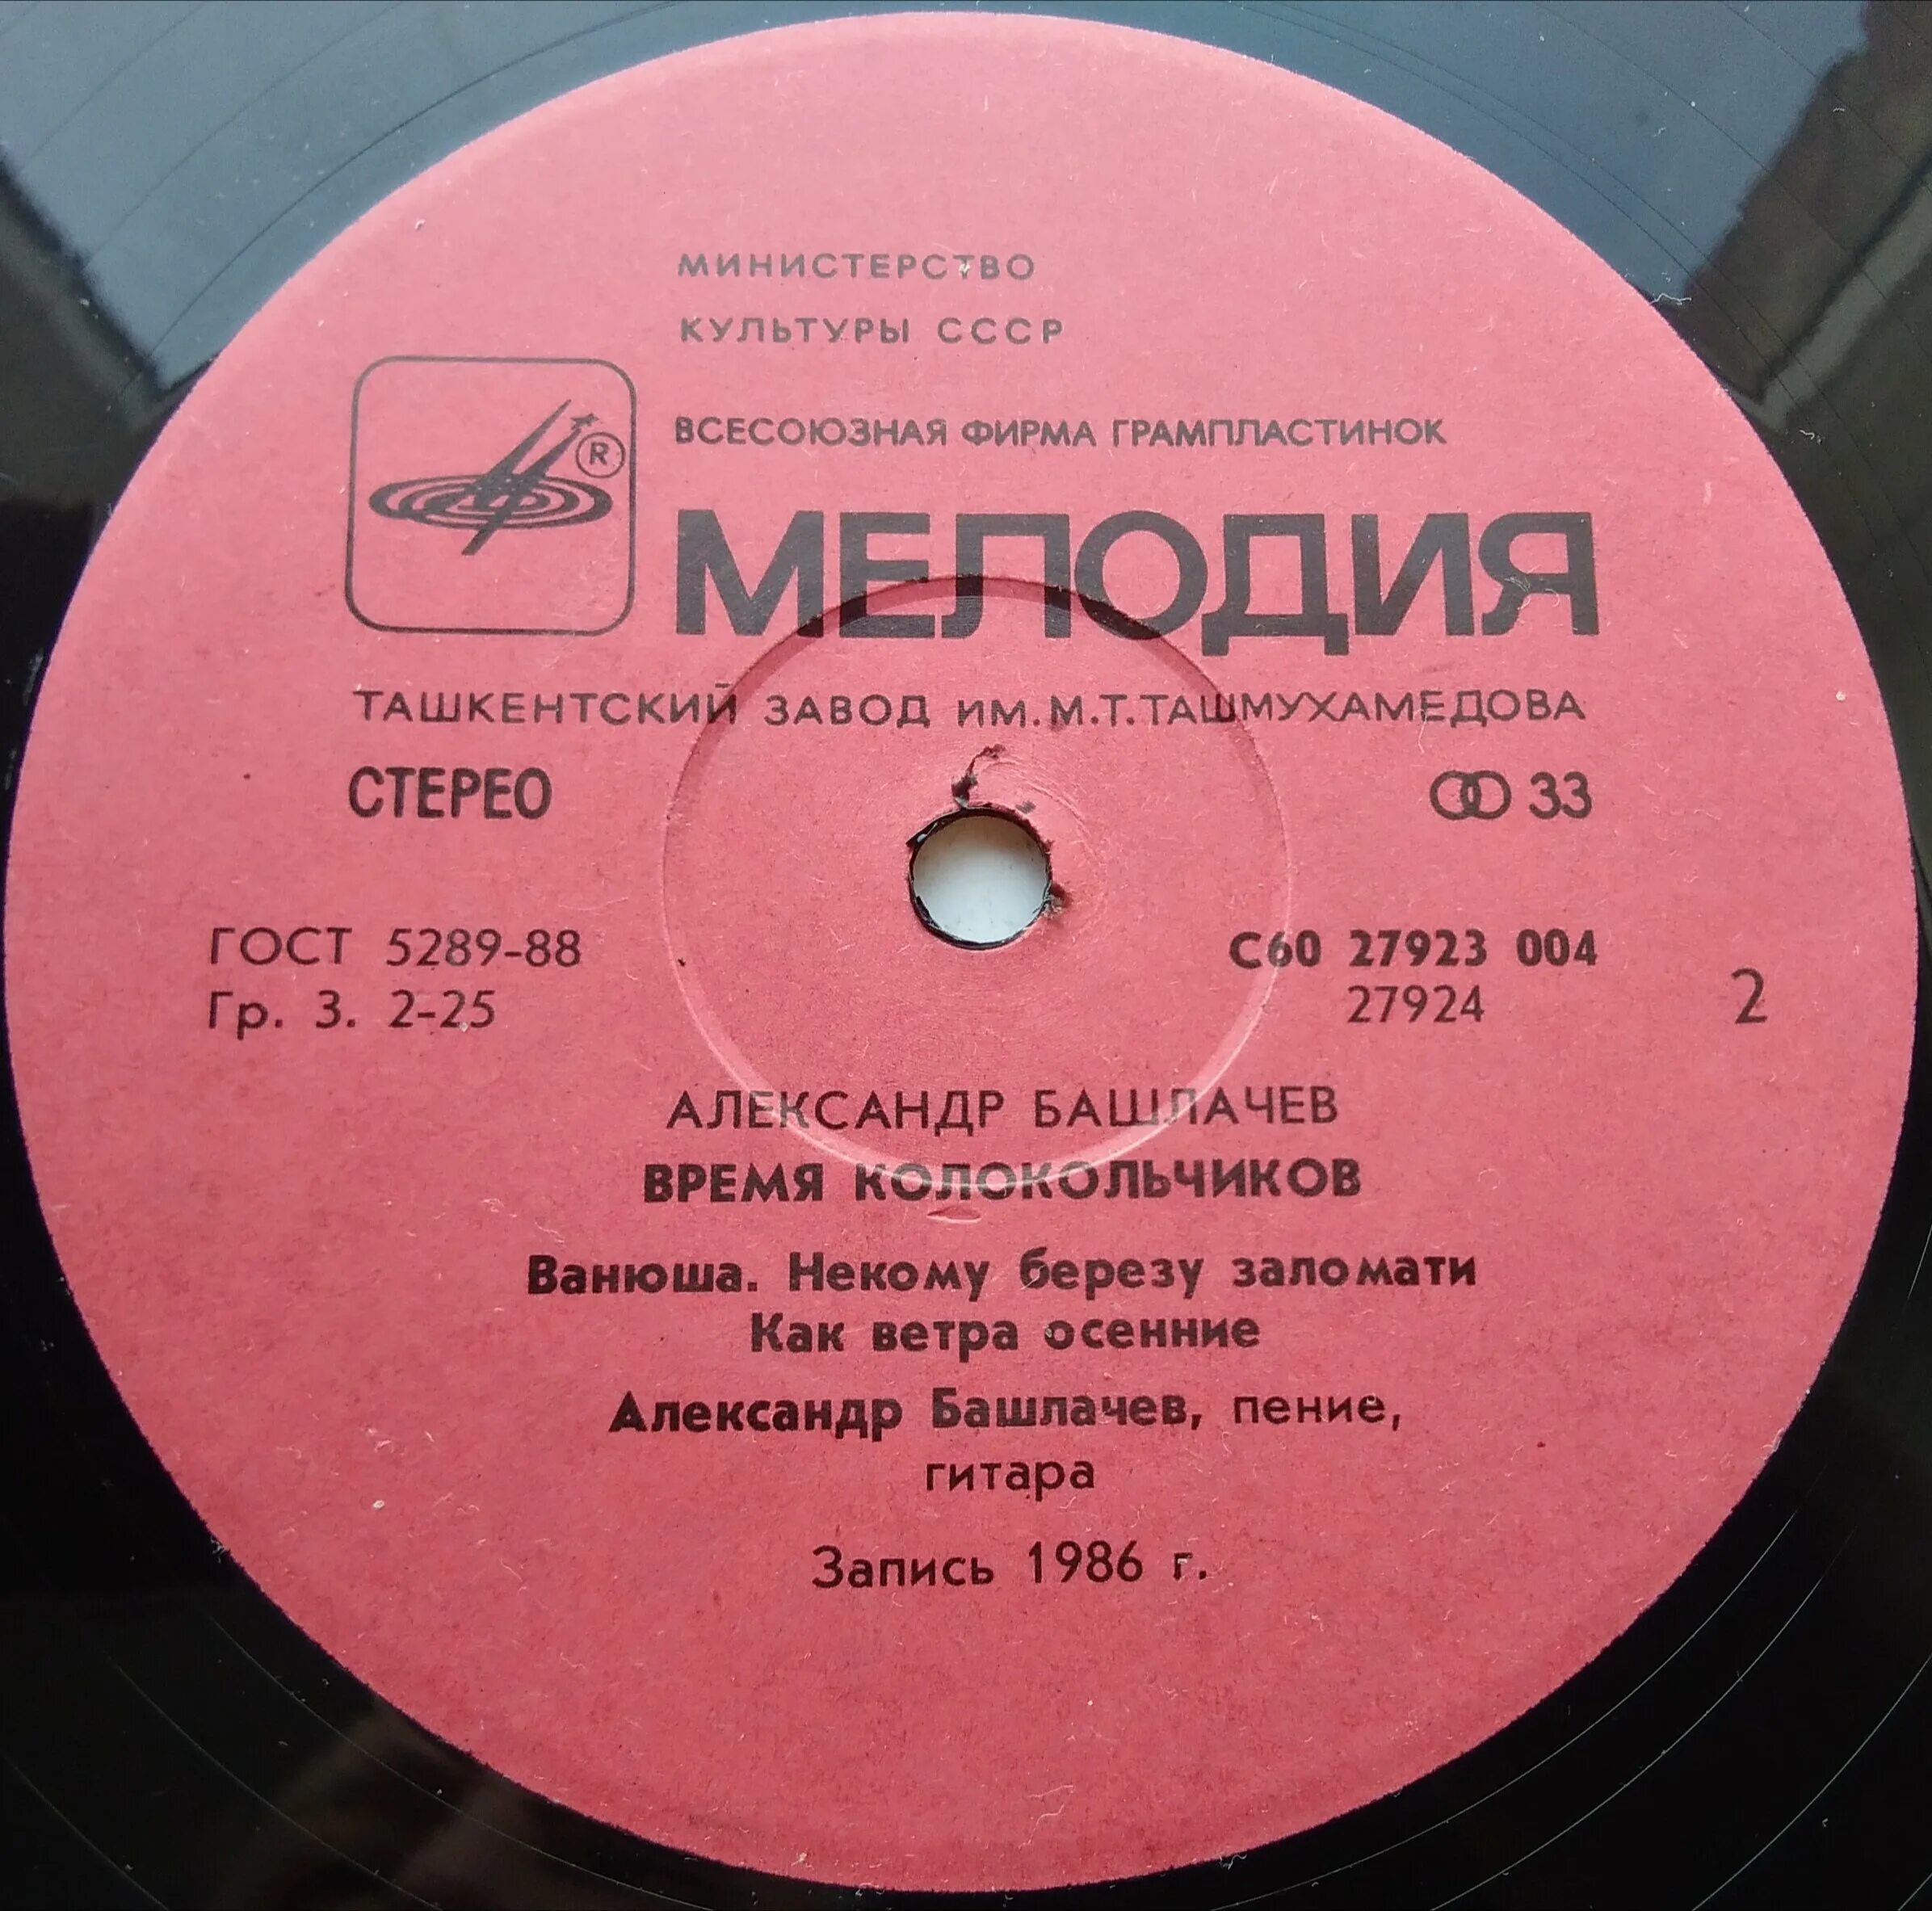 МИНИСТЕРСТВО
КУЛЬТУРЫ СССР
ВСЕСОЮЗНАЯ ФИРМА ГРАМПЛАСТИНОК
®
МЕЛОДИЯ
ТАШКЕНТСКИЙ ЗАВОД ИМ. М.Т.ТАШМУХАМЕДОВА
СТЕРЕО 33
ГОСТ 5289-88 С60 27923 004
Гр. 3. 2-25 27924 2
АЛЕКСАНДР БАШЛАЧЕВ
ВРЕМЯ КОЛОКОЛЬЧИКОВ
Ванюша. Некому березу заломати
Как ветра осенние
Александр Башлачев, пение,
гитара
Запись 1986 г.